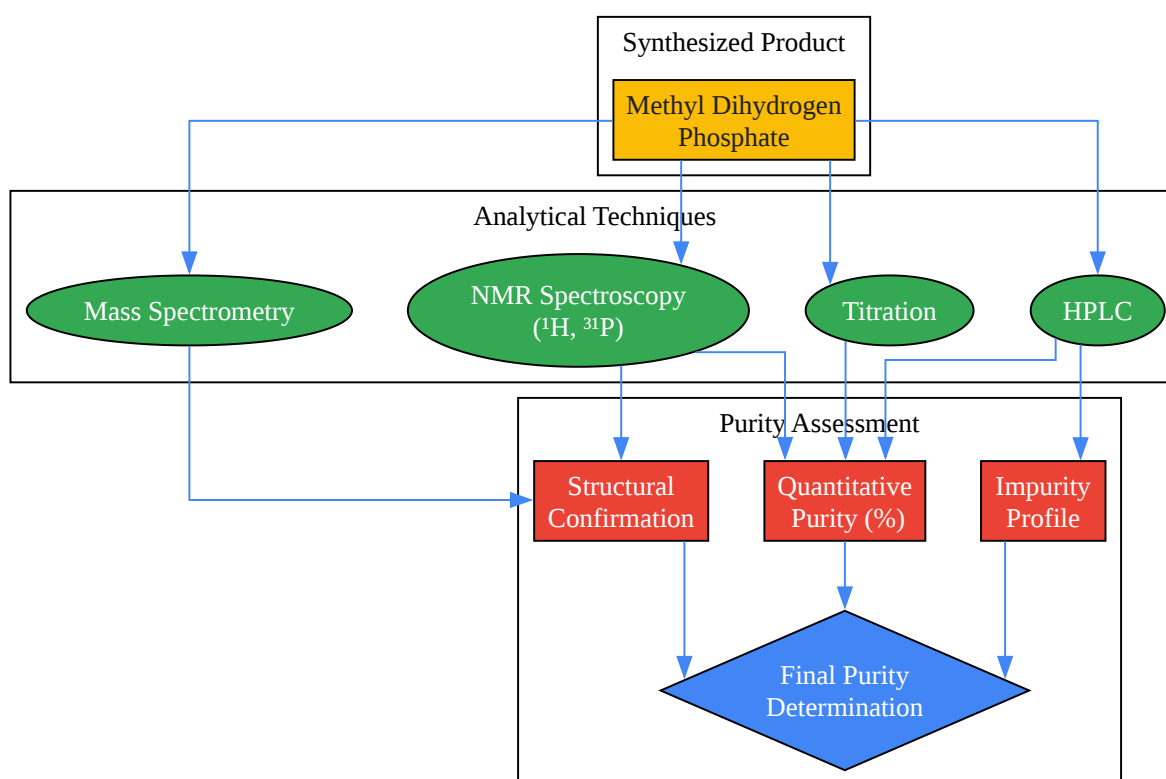 Synthesized Product
Methyl Dihydrogen
Phosphate
Analytical Techniques
Mass Spectrometry
NMR Spectroscopy
(¹H, ³¹P)
Titration
HPLC
Purity Assessment
Structural
Confirmation
Quantitative
Purity (%)
Impurity
Profile
Final Purity
Determination